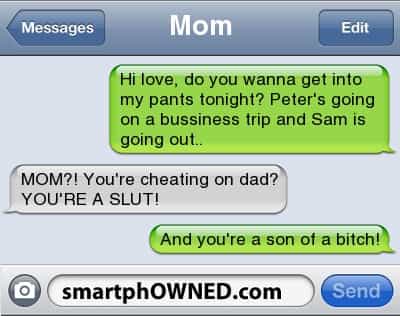 Messages
Mom
Edit
Hi love, do you wanna get into
my pants tonight? Peter's going
on a bussiness trip and Sam is
going out..
MOM?! You're cheating on dad?
YOU'RE A SLUT!
And you're a son of a bitch!
smartphOWNED.com
Send